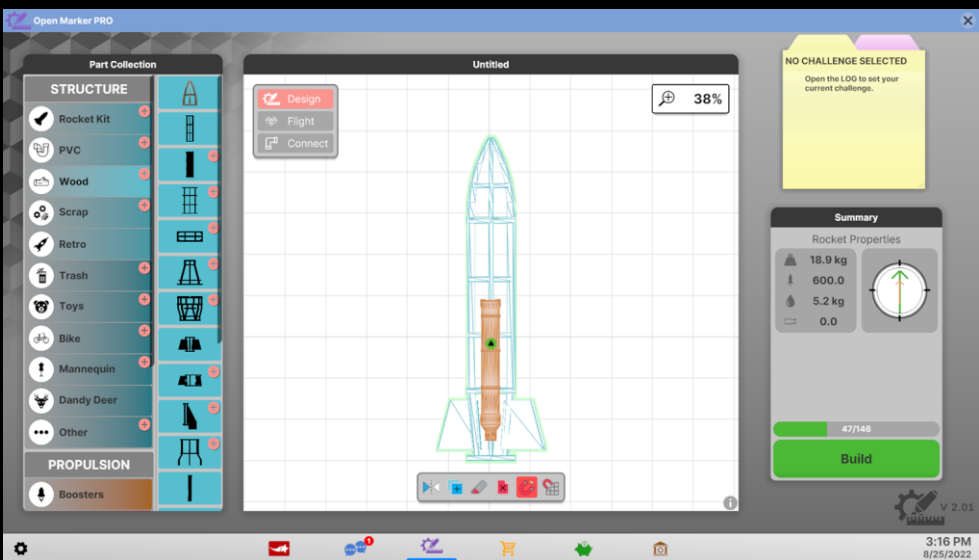 Open Marker PRO
Part Collection
STRUCTURE
Rocket Kit
PVC
Wood
Scrap
Retro
Trash
Toys
Bike
Mannequin
Dandy Deer
Other
PROPULSION
Boosters
Untitled
Design
Flight
Connect
38%
NO CHALLENGE SELECTED
Open the LOG to set your
current challenge.
Summary
Rocket Properties
18.9 kg
600.0
5.2 kg
0.0
47/146
Build
V 2.01
1
3:16 PM
8/25/2022